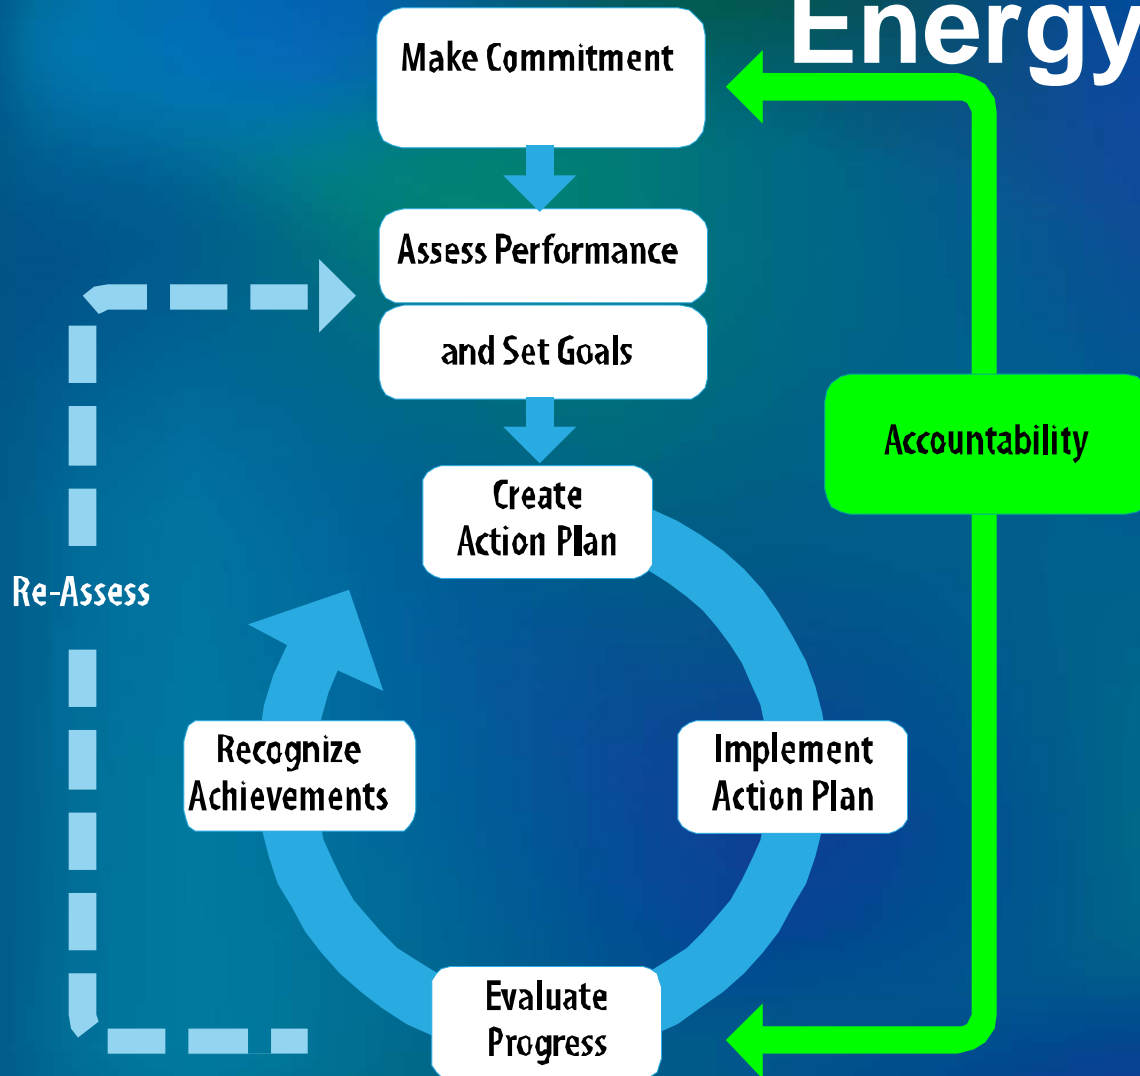 Energy
Make Commitment
Assess Performance
and Set Goals
Accountability
Create
Action Plan
Re-Assess
Recognize
Achievements
Implement
Action Plan
Evaluate
Progress